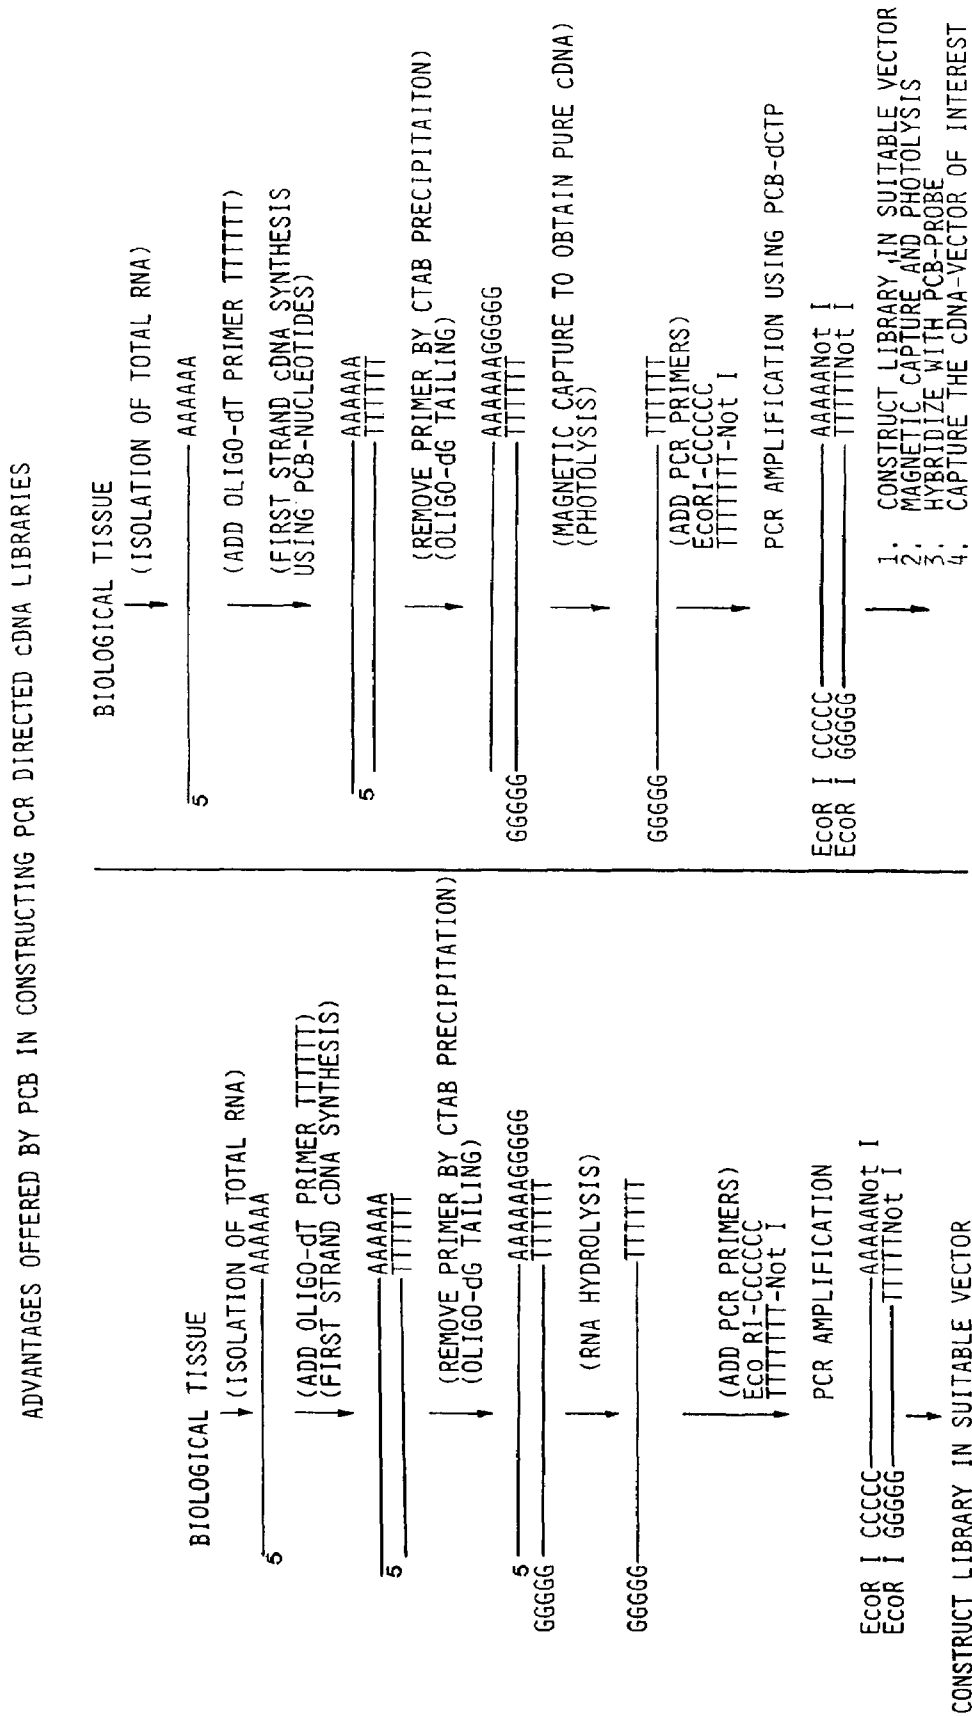 ADVANTAGES OFFERED BY PCB IN CONSTRUCTING PCR DIRECTED cDNA LIBRARIES
BIOLOGICAL TISSUE
(ISOLATION OF TOTAL RNA)
AAAAAA
5
(ADD OLIGO-dT PRIMER TTTTTT)
(FIRST STRAND cDNA SYNTHESIS)
AAAAAA
5
TTTTTT
(REMOVE PRIMER BY CTAB PRECIPITATION)
(OLIGO-dG TAILING)
5
AAAAAAGGGGG
GGGGG
TTTTTT
(RNA HYDROLYSIS)
GGGGG
TTTTTT
(ADD PCR PRIMERS)
ECO RI-CCCCCC
TTTTTTT-Not I
PCR AMPLIFICATION
EcoR I CCCCC
AAAAANot I
EcoR I GGGGG
TTTTTNot I
CONSTRUCT LIBRARY IN SUITABLE VECTOR
BIOLOGICAL TISSUE
(ISOLATION OF TOTAL RNA)
AAAAAA
5
(ADD OLIGO-dT PRIMER TTTTTT)
(FIRST STRAND cDNA SYNTHESIS
USING PCB-NUCLEOTIDES)
AAAAAA
5
TTTTTT
(REMOVE PRIMER BY CTAB PRECIPITAITON)
(OLIGO-dG TAILING)
AAAAAAGGGGG
GGGGG
TTTTTT
(MAGNETIC CAPTURE TO OBTAIN PURE cDNA)
(PHOTOLYSIS)
GGGGG
TTTTTT
(ADD PCR PRIMERS)
ECORI-CCCCCC
TTTTTTT-Not I
PCR AMPLIFICATION USING PCB-dCTP
EcoR I CCCCC
AAAAANot I
EcoR I GGGGG
TTTTTNot I
1. CONSTRUCT LIBRARY IN SUITABLE VECTOR
2. MAGNETIC CAPTURE AND PHOTOLYSIS
3. HYBRIDIZE WITH PCB-PROBE
4. CAPTURE THE cDNA-VECTOR OF INTEREST